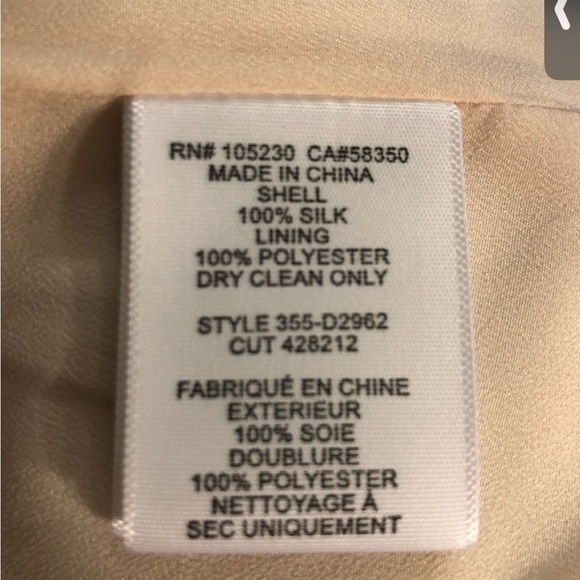 RN# 105230 CA#58350
MADE IN CHINA
SHELL
100% SILK
LINING
100% POLYESTER
DRY CLEAN ONLY
STYLE 355-D2962
CUT 428212
FABRIQUÉ EN CHINE
EXTERIEUR
100% SOIE
DOUBLURE
100% POLYESTER
NETTOYAGE À
SEC UNIQUEMENT